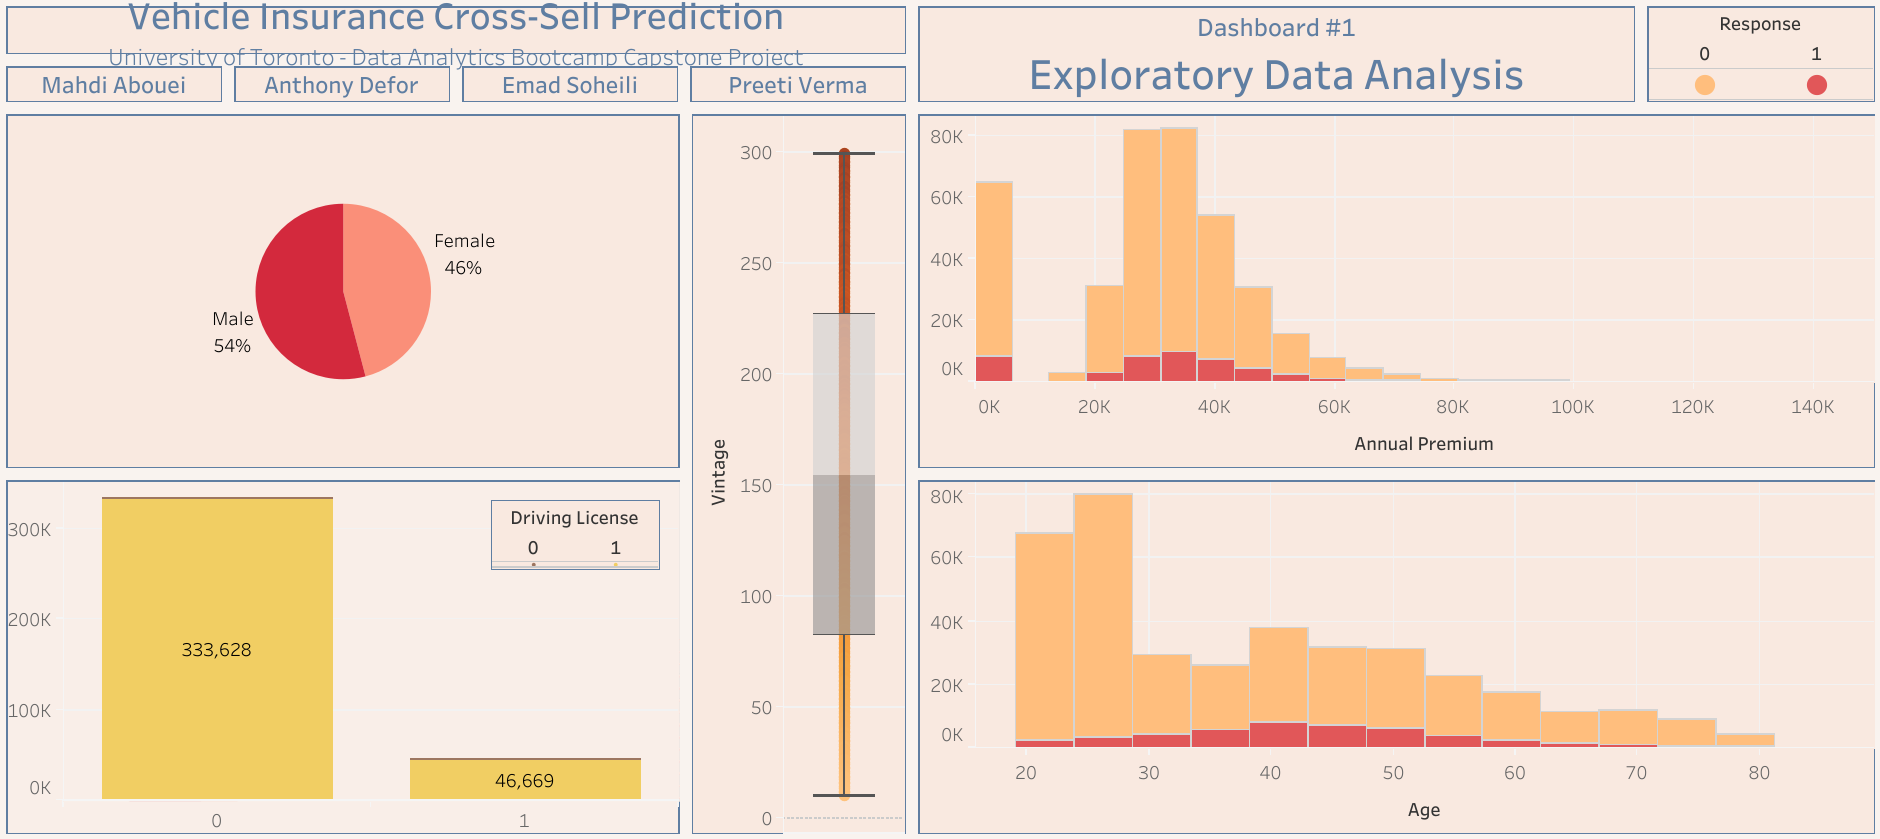 Vehicle Insurance Cross-Sell Prediction
University of Toronto - Data Analytics Bootcamp Capstone Project
Mahdi Abouei
Anthony Defor
Emad Soheili
Preeti Verma
Dashboard #1
Exploratory Data Analysis
Response
0 1
Female
46%
Male
54%
300K
200K
100K
0K
333,628
46,669
0 1
Driving License
0 1
Vintage
300
250
200
150
100
50
0
80K
60K
40K
20K
0K
0K 20K 40K 60K 80K 100K 120K 140K
Annual Premium
80K
60K
40K
20K
0K
20 30 40 50 60 70 80
Age